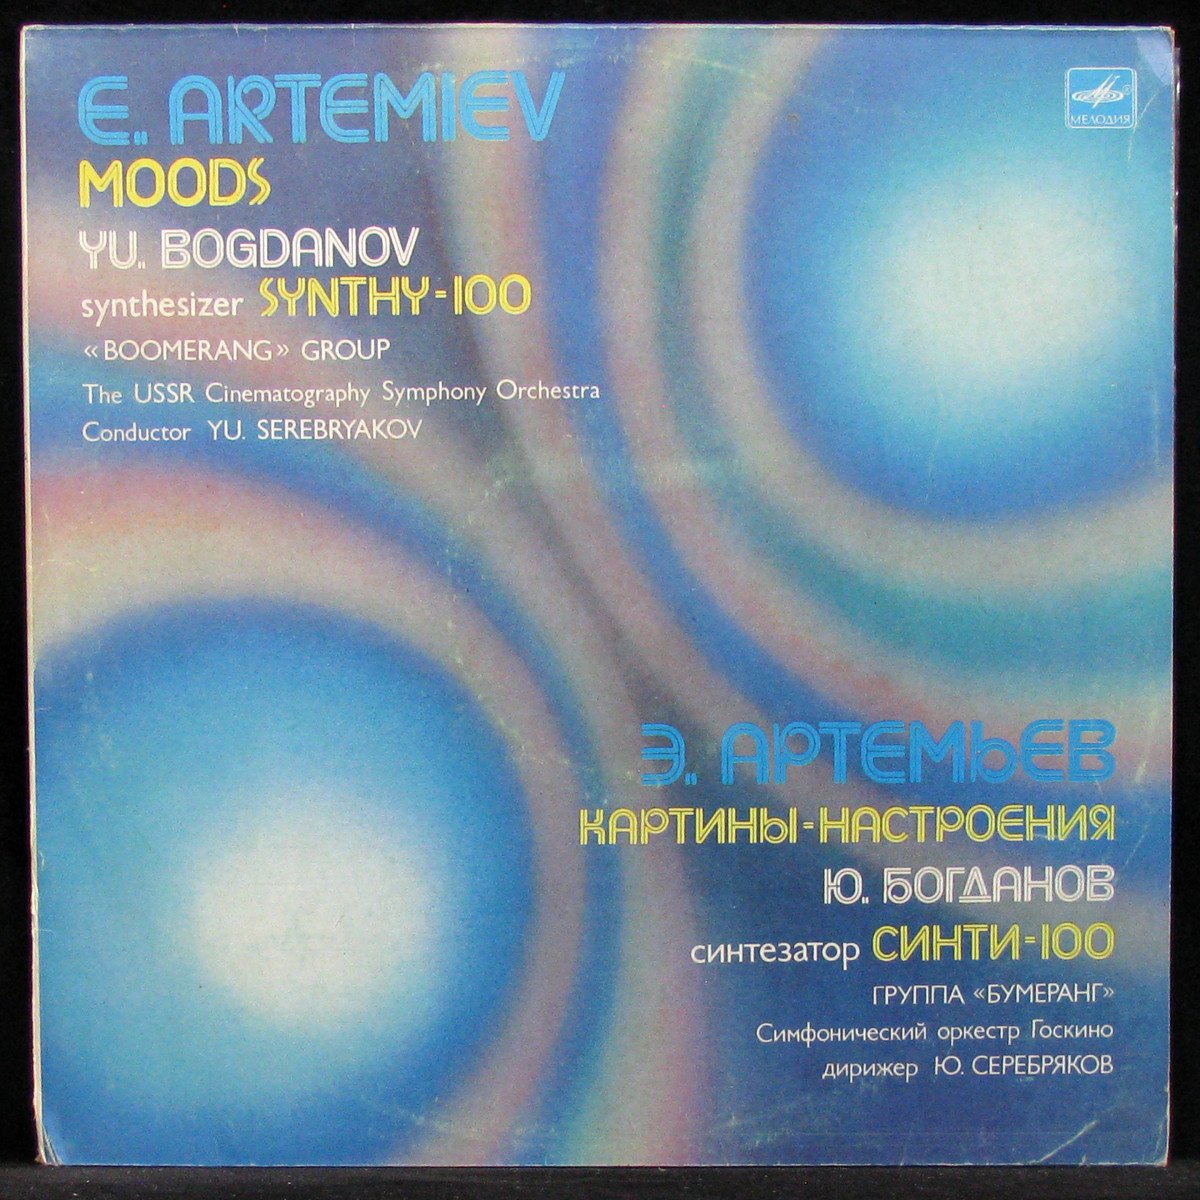 E. ARTEMIEV
MOODS
YU. BOGDANOV
synthesizer SYNTHY-100
«BOOMERANG» GROUP
The USSR Cinematography Symphony Orchestra
Conductor YU. SEREBRYAKOV
МЕЛОДИЯ
Э. АРТЕМЬЕВ
КАРТИНЫ-НАСТРОЕНИЯ
Ю. БОГДАНОВ
синтезатор СИНТИ-100
ГРУППА «БУМЕРАНГ»
Симфонический оркестр Госкино
дирижер Ю. СЕРЕБРЯКОВ